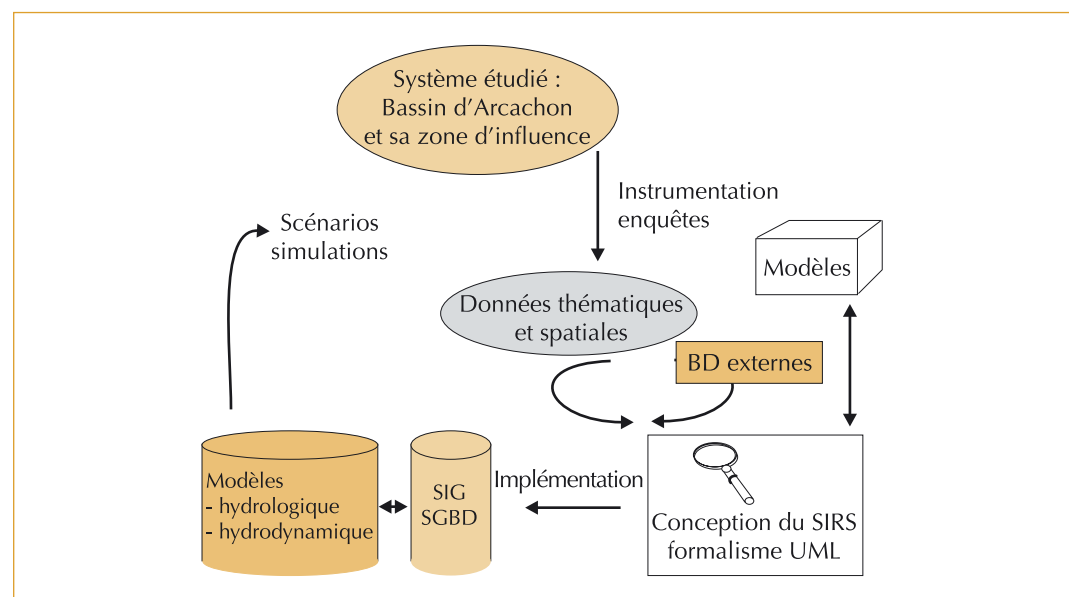 Système étudié :
Bassin d'Arcachon
et sa zone d'influence
Instrumentation
enquêtes
Scénarios
simulations
Modèles
Données thématiques
et spatiales
BD externes
Modèles
- hydrologique
- hydrodynamique
SIG
SGBD
Implémentation
Conception du SIRS
formalisme UML